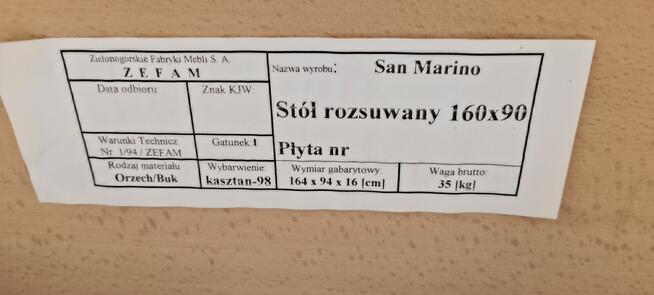 Zielonogórskie Fabryki Mebli S. A.
Z E F A M
Nazwa wyrobu: San Marino
Data odbioru:
Znak KJW:
Stół rozsuwany 160x90
Warunki Technicz.
Nr 1/94 / ZEFAM
Gatunek: I
Płyta nr
Rodzaj materiału
Orzech/Buk
Wybarwienie:
kasztan-98
Wymiar gabarytowy:
164 x 94 x 16 [cm]
Waga brutto:
35 [kg]